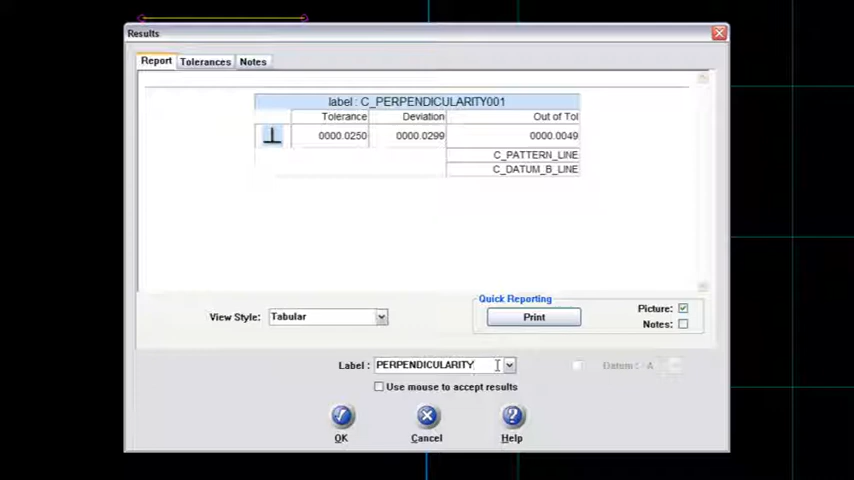 Results
Report Tolerances Notes
label : C_PERPENDICULARITY001
Tolerance Deviation Out of Tol
0000.0250 0000.0299 0000.0049
C_PATTERN_LINE
C_DATUM_B_LINE
Quick Reporting
View Style: Tabular Print Picture:
Notes:
Label : PERPENDICULARITY Datum : A
Use mouse to accept results
OK Cancel Help